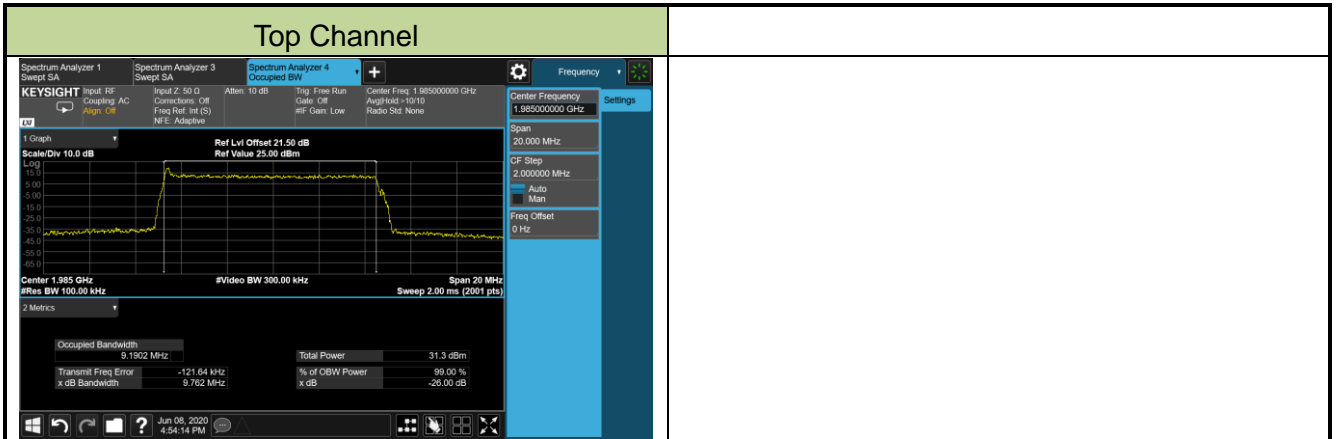 Top Channel
Spectrum Analyzer 1
Swept SA
Spectrum Analyzer 3
Swept SA
Spectrum Analyzer 4
Occupied BW
Frequency
KEYSIGHT
Input: RF
Coupling: AC
Align: Off
Input Z: 50 Ω
Corrections: Off
Freq Ref: Int (S)
NFE: Adaptive
Atten: 10 dB
Trig: Free Run
Gate: Off
#IF Gain: Low
Center Freq: 1.985000000 GHz
Avg|Hold:>10/10
Radio Std: None
LXI
1 Graph
Scale/Div 10.0 dB
Ref Lvl Offset 21.50 dB
Ref Value 25.00 dBm
Log
15.0
5.00
-5.00
-15.0
-25.0
-35.0
-45.0
-55.0
-65.0
Center 1.985 GHz
#Res BW 100.00 kHz
#Video BW 300.00 kHz
Span 20 MHz
Sweep 2.00 ms (2001 pts)
2 Metrics
Occupied Bandwidth
9.1902 MHz
Total Power 31.3 dBm
Transmit Freq Error -121.64 kHz
% of OBW Power 99.00 %
x dB Bandwidth 9.762 MHz
x dB -26.00 dB
Center Frequency
1.985000000 GHz
Settings
Span
20.000 MHz
CF Step
2.000000 MHz
Auto
Man
Freq Offset
0 Hz
?
Jun 08, 2020
4:54:14 PM